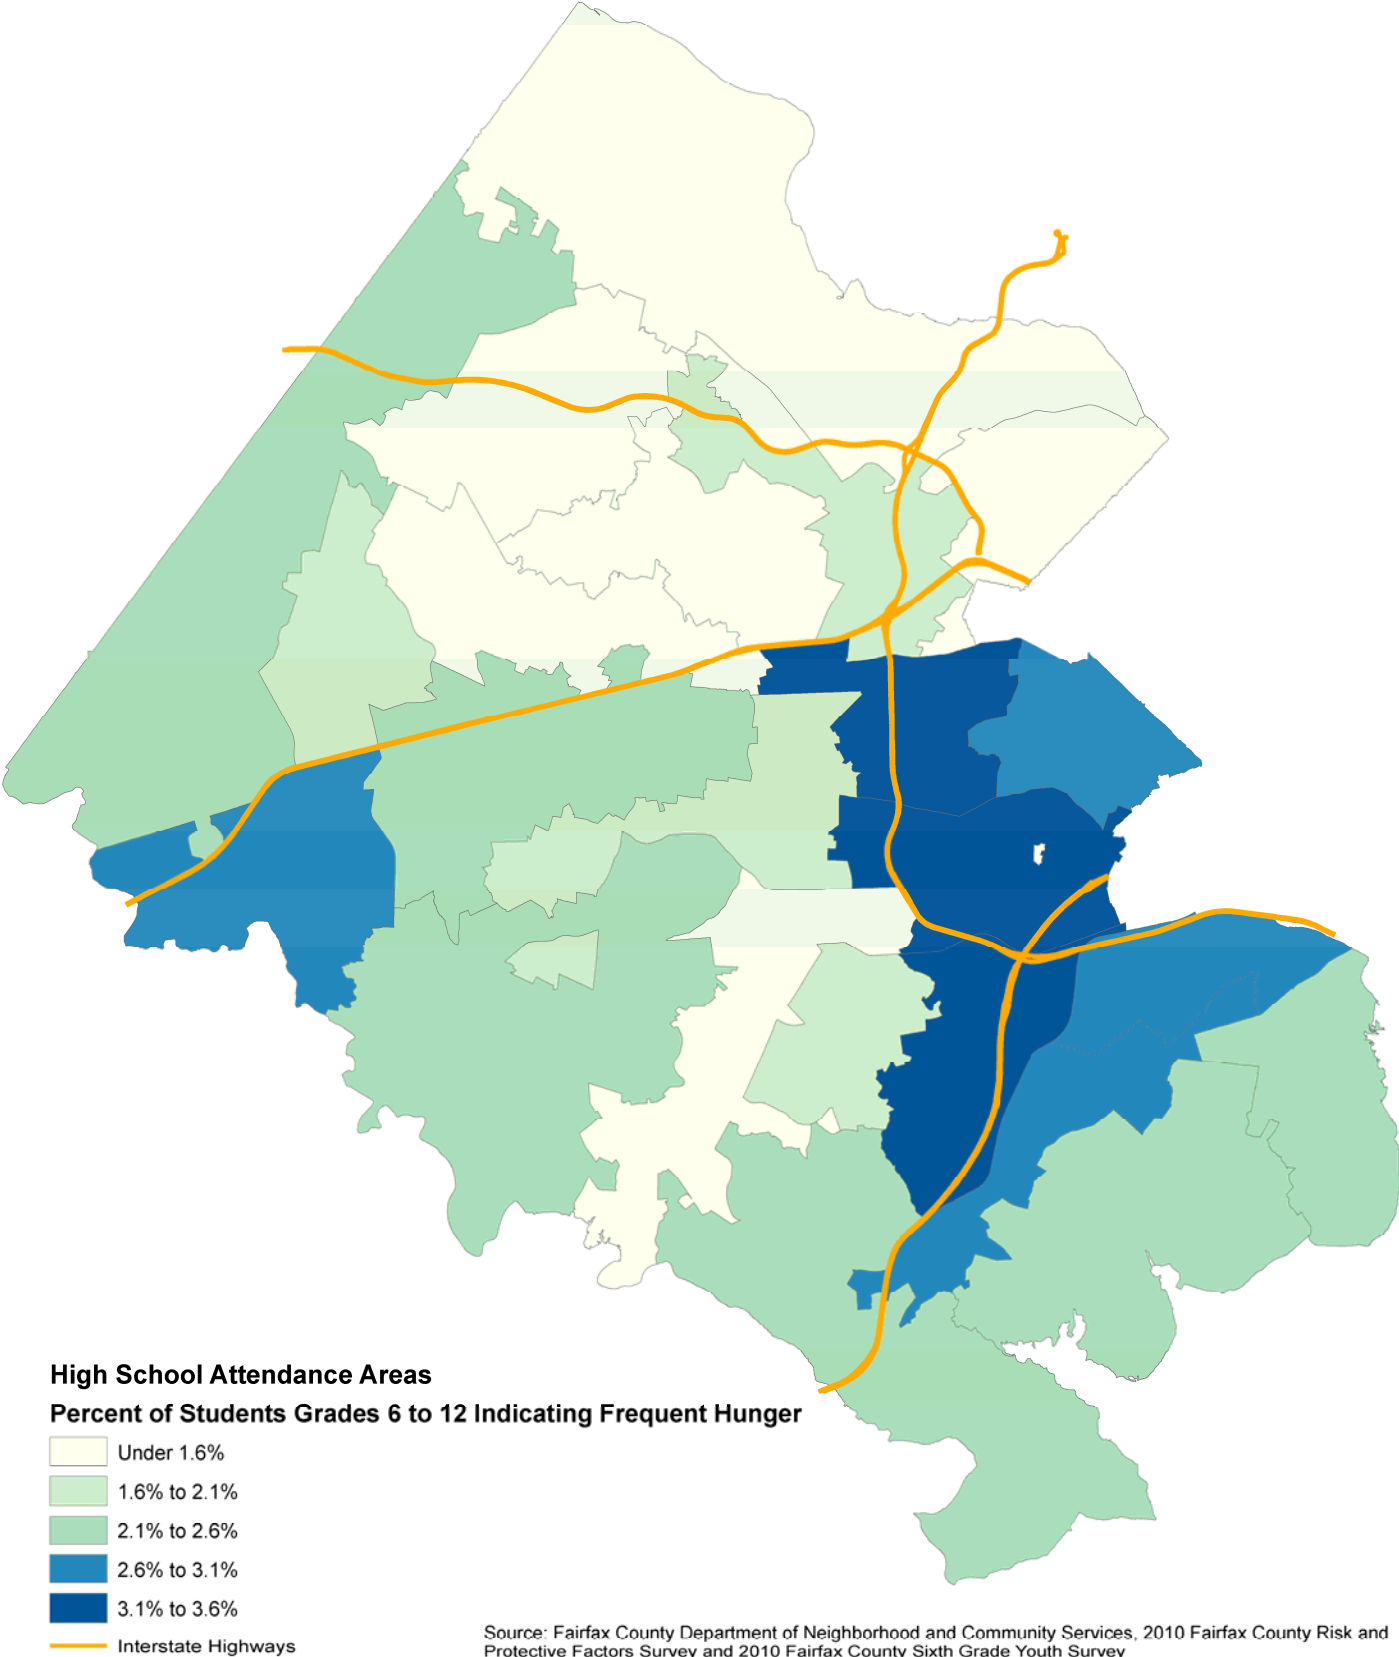 High School Attendance Areas
Percent of Students Grades 6 to 12 Indicating Frequent Hunger
Under 1.6%
1.6% to 2.1%
2.1% to 2.6%
2.6% to 3.1%
3.1% to 3.6%
Interstate Highways
Source: Fairfax County Department of Neighborhood and Community Services, 2010 Fairfax County Risk and
Protective Factors Survey and 2010 Fairfax County Sixth Grade Youth Survey